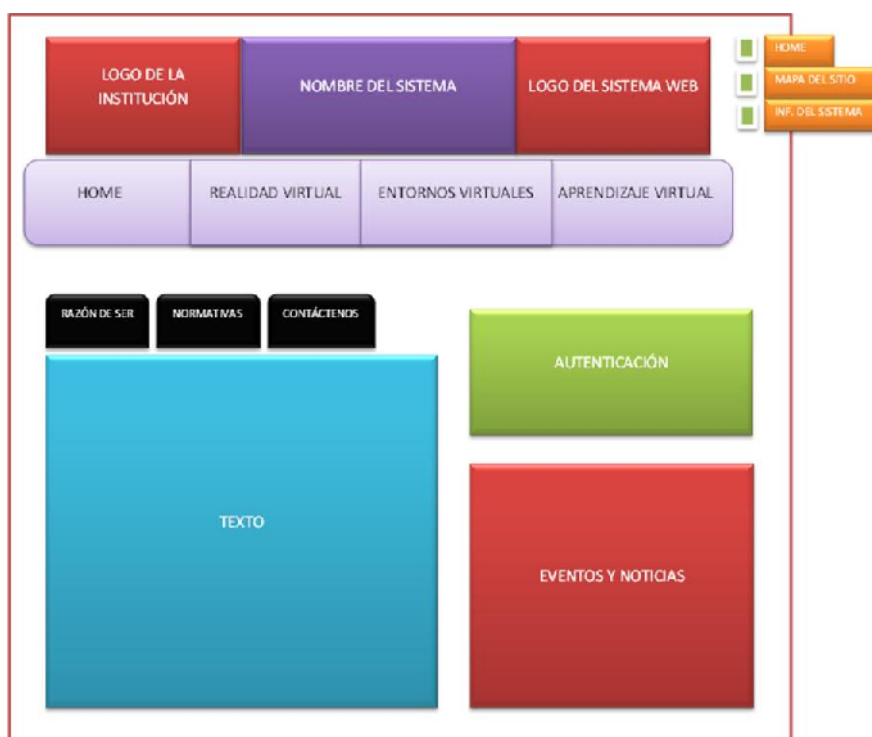 LOGO DE LA
INSTITUCIÓN
NOMBRE DEL SISTEMA
LOGO DEL SISTEMA WEB
HOME
MAPA DEL SITIO
INF. DEL SISTEMA
HOME
REALIDAD VIRTUAL
ENTORNOS VIRTUALES
APRENDIZAJE VIRTUAL
RAZÓN DE SER
NORMATIVAS
CONTÁCTENOS
AUTENTICACIÓN
TEXTO
EVENTOS Y NOTICIAS